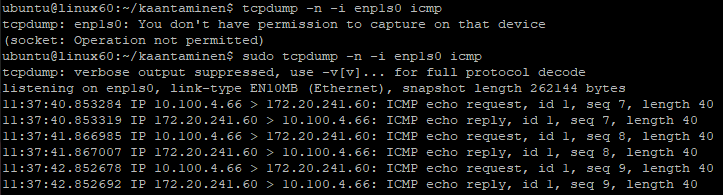 ubuntu@linux60:~/kaantaminen$ tcpdump -n -i enp1s0 icmp
tcpdump: enp1s0: You don't have permission to capture on that device
(socket: Operation not permitted)
ubuntu@linux60:~/kaantaminen$ sudo tcpdump -n -i enp1s0 icmp
tcpdump: verbose output suppressed, use -v[v]... for full protocol decode
listening on enp1s0, link-type EN10MB (Ethernet), snapshot length 262144 bytes
11:37:40.853284 IP 10.100.4.66 > 172.20.241.60: ICMP echo request, id 1, seq 7, length 40
11:37:40.853319 IP 172.20.241.60 > 10.100.4.66: ICMP echo reply, id 1, seq 7, length 40
11:37:41.866985 IP 10.100.4.66 > 172.20.241.60: ICMP echo request, id 1, seq 8, length 40
11:37:41.867007 IP 172.20.241.60 > 10.100.4.66: ICMP echo reply, id 1, seq 8, length 40
11:37:42.852678 IP 10.100.4.66 > 172.20.241.60: ICMP echo request, id 1, seq 9, length 40
11:37:42.852692 IP 172.20.241.60 > 10.100.4.66: ICMP echo reply, id 1, seq 9, length 40